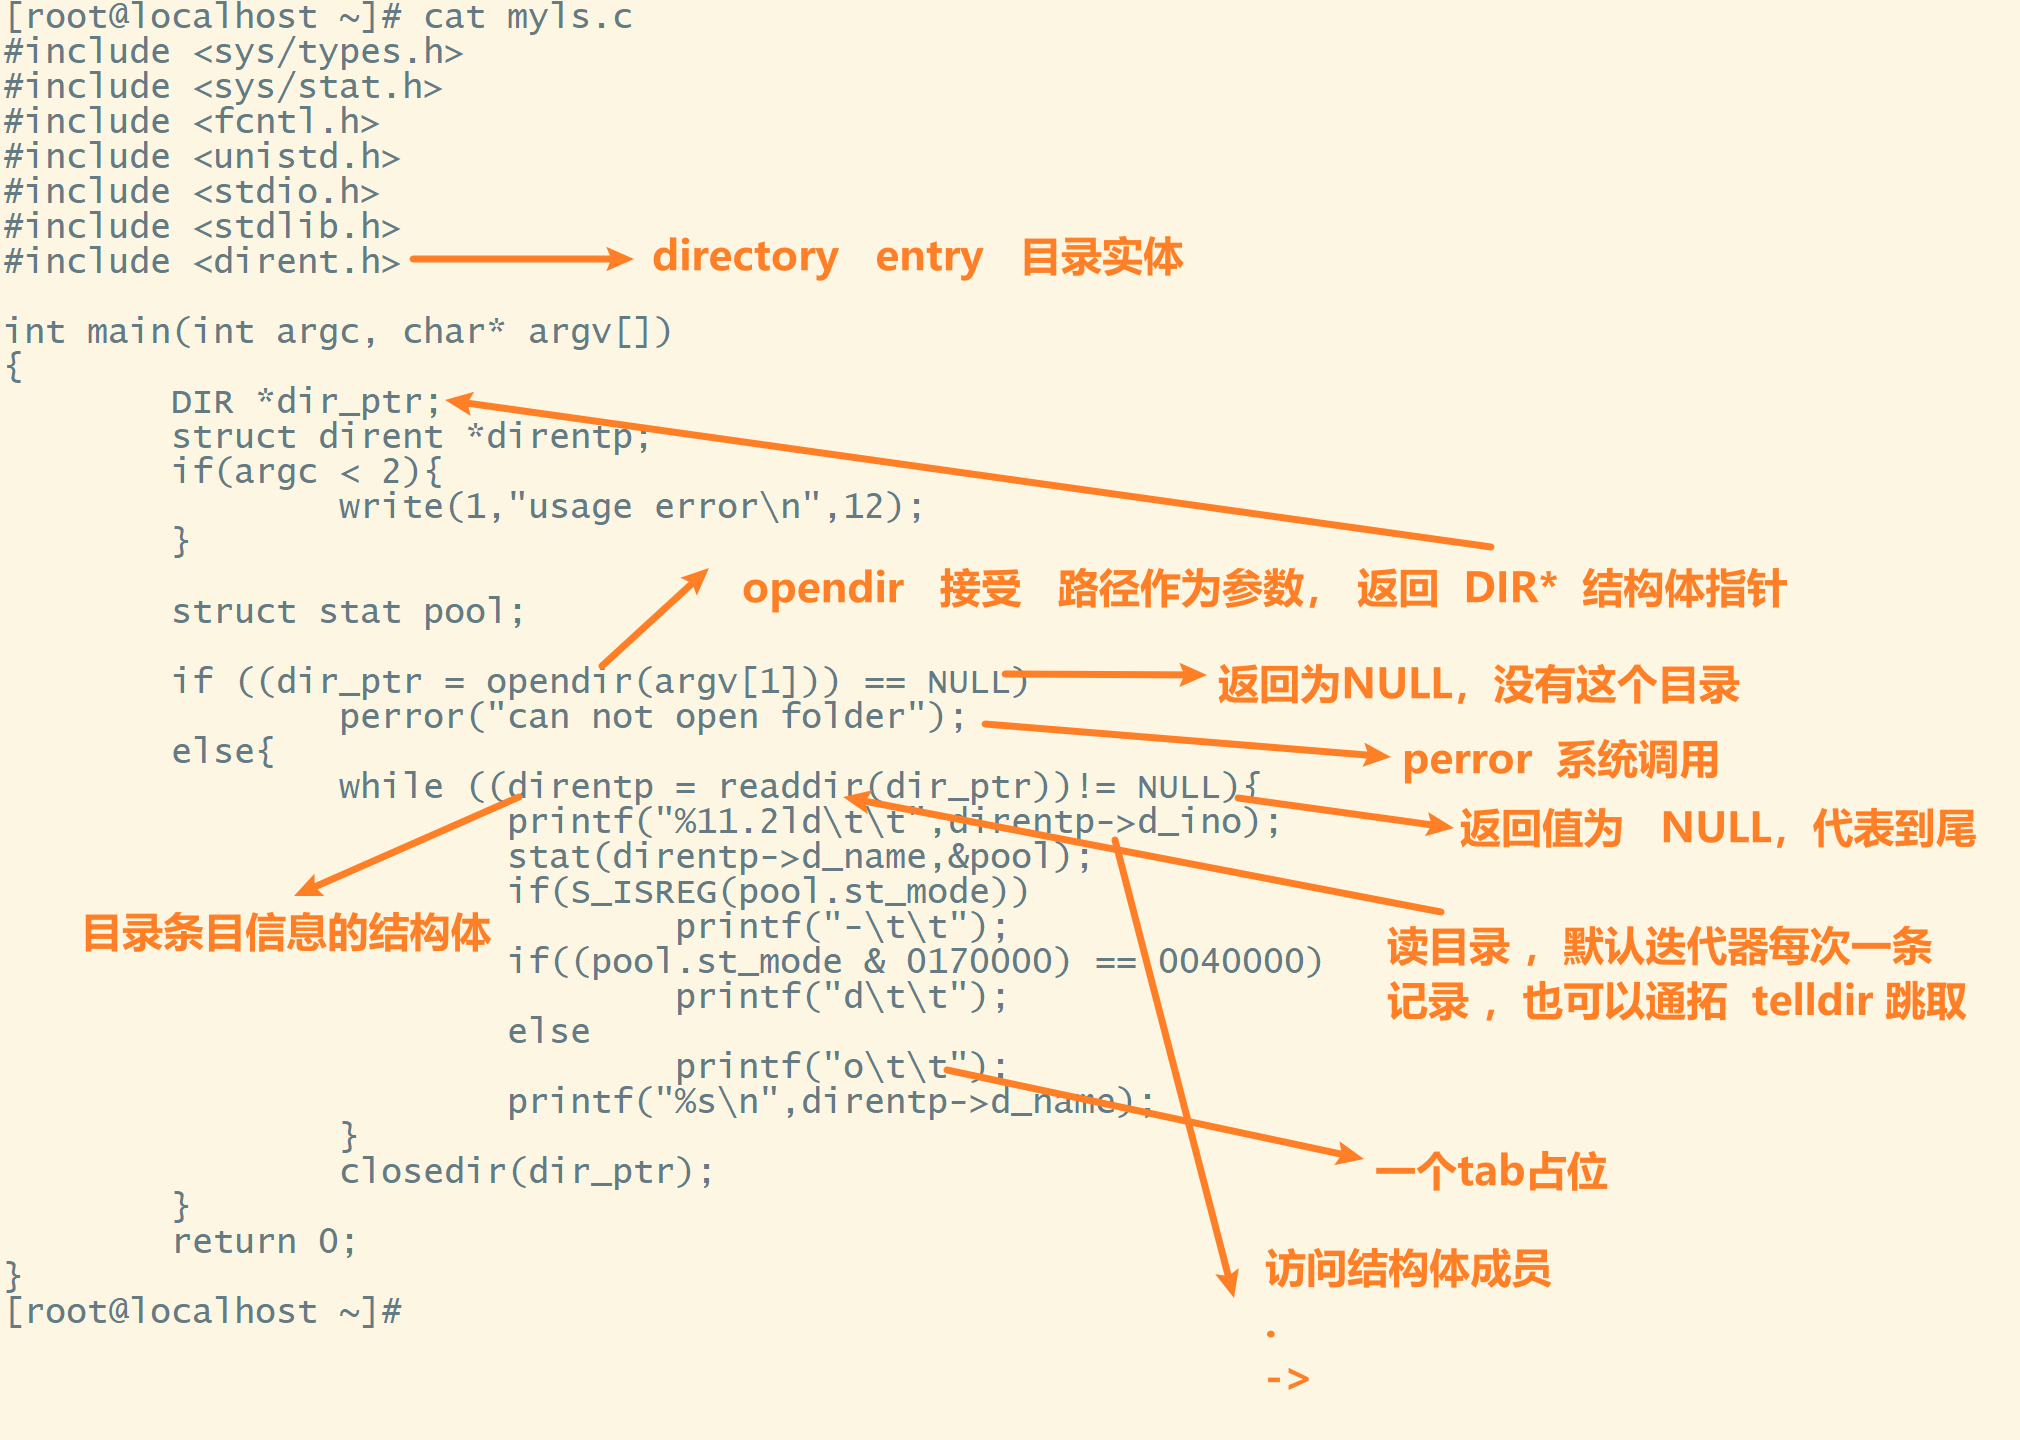 [root@localhost ~]# cat myls.c
#include <sys/types.h>
#include <sys/stat.h>
#include <fcntl.h>
#include <unistd.h>
#include <stdio.h>
#include <stdlib.h>
#include <dirent.h>
directory entry 目录实体
int main(int argc, char* argv[])
{
DIR *dir_ptr;
struct dirent *direntp;
if(argc < 2){
write(1,"usage error\n",12);
}
opendir 接受 路径作为参数， 返回 DIR* 结构体指针
struct stat pool;
if ((dir_ptr = opendir(argv[1])) == NULL)
返回为NULL，没有这个目录
perror("can not open folder");
perror 系统调用
else{
while ((direntp = readdir(dir_ptr))!= NULL){
printf("%11.2ld\t\t",direntp->d_ino);
返回值为 NULL，代表到尾
stat(direntp->d_name,&pool);
if(S_ISREG(pool.st_mode))
printf("-\t\t");
目录条目信息的结构体
读目录 ，默认迭代器每次一条
if((pool.st_mode & 0170000) == 0040000)
printf("d\t\t");
记录 ，也可以通拓 telldir 跳取
else
printf("o\t\t");
printf("%s\n",direntp->d_name);
}
closedir(dir_ptr);
一个tab占位
}
return 0;
访问结构体成员
}
[root@localhost ~]#
.
->